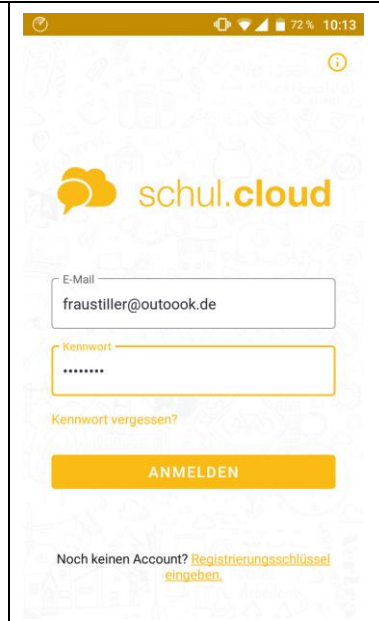 72 % 10:13
schul.cloud
E-Mail
fraustiller@outoook.de
Kennwort
••••••••
Kennwort vergessen?
ANMELDEN
Noch keinen Account? Registrierungsschlüssel
eingeben.